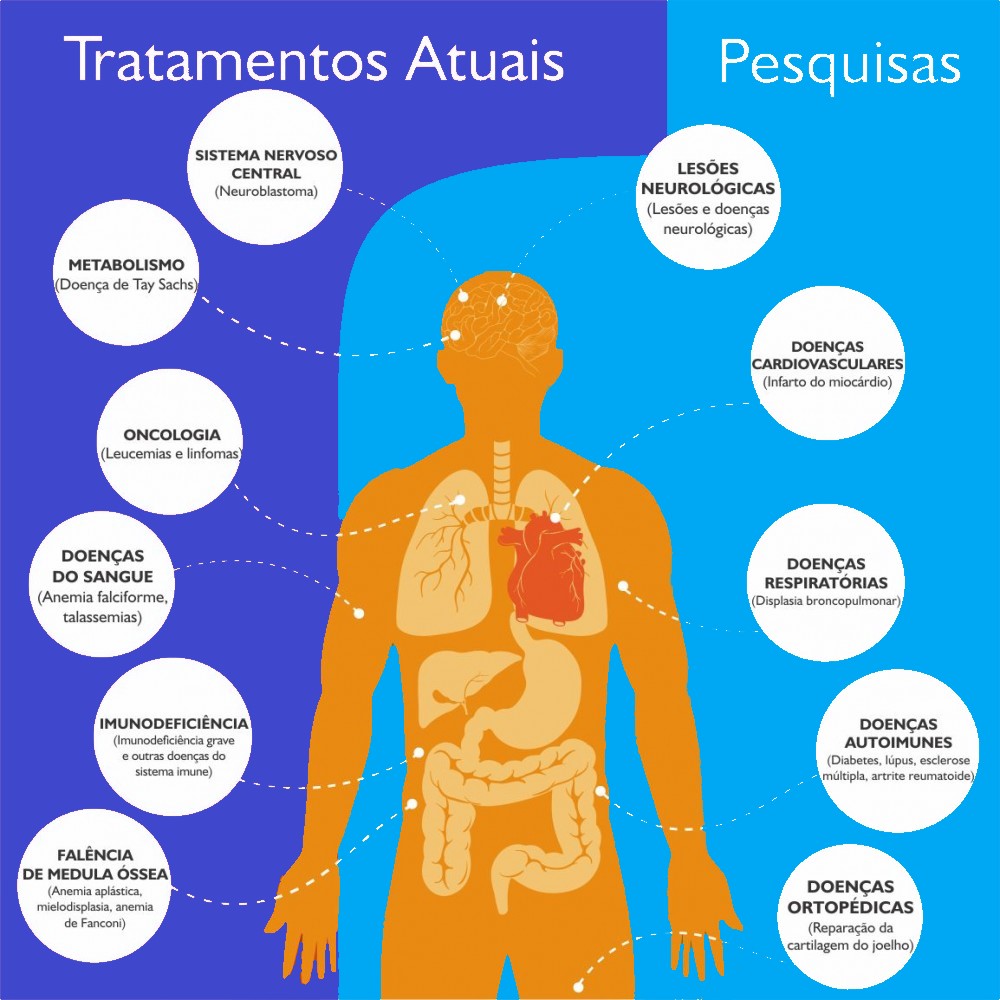 Tratamentos Atuais
SISTEMA NERVOSO
CENTRAL
(Neuroblastoma)
METABOLISMO
(Doença de Tay Sachs)
ONCOLOGIA
(Leucemias e linfomas)
DOENÇAS
DO SANGUE
(Anemia falciforme,
talassemias)
IMUNODEFICIÊNCIA
(Imunodeficiência grave
e outras doenças do
sistema imune)
FALÊNCIA
DE MEDULA ÓSSEA
(Anemia aplástica,
mielodisplasia, anemia
de Fanconi)
Pesquisas
LESÕES
NEUROLÓGICAS
(Lesões e doenças
neurológicas)
DOENÇAS
CARDIOVASCULARES
(Infarto do miocárdio)
DOENÇAS
RESPIRATÓRIAS
(Displasia broncopulmonar)
DOENÇAS
AUTOIMUNES
(Diabetes, lúpus, esclerose
múltipla, artrite reumatoide)
DOENÇAS
ORTOPÉDICAS
(Reparação da
cartilagem do joelho)